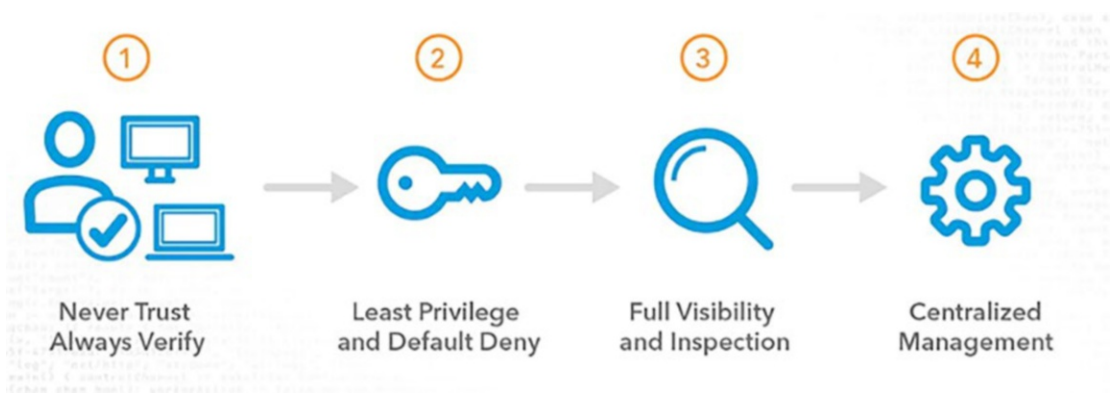 1
2
3
4
Never Trust
Always Verify
Least Privilege
and Default Deny
Full Visibility
and Inspection
Centralized
Management